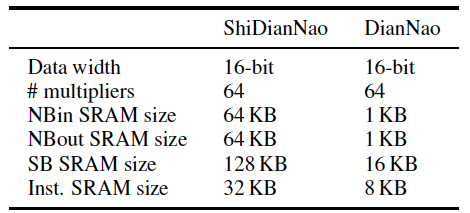 ShiDianNao DianNao
Data width 16-bit 16-bit
# multipliers 64 64
NBin SRAM size 64 KB 1 KB
NBout SRAM size 64 KB 1 KB
SB SRAM size 128 KB 16 KB
Inst. SRAM size 32 KB 8 KB